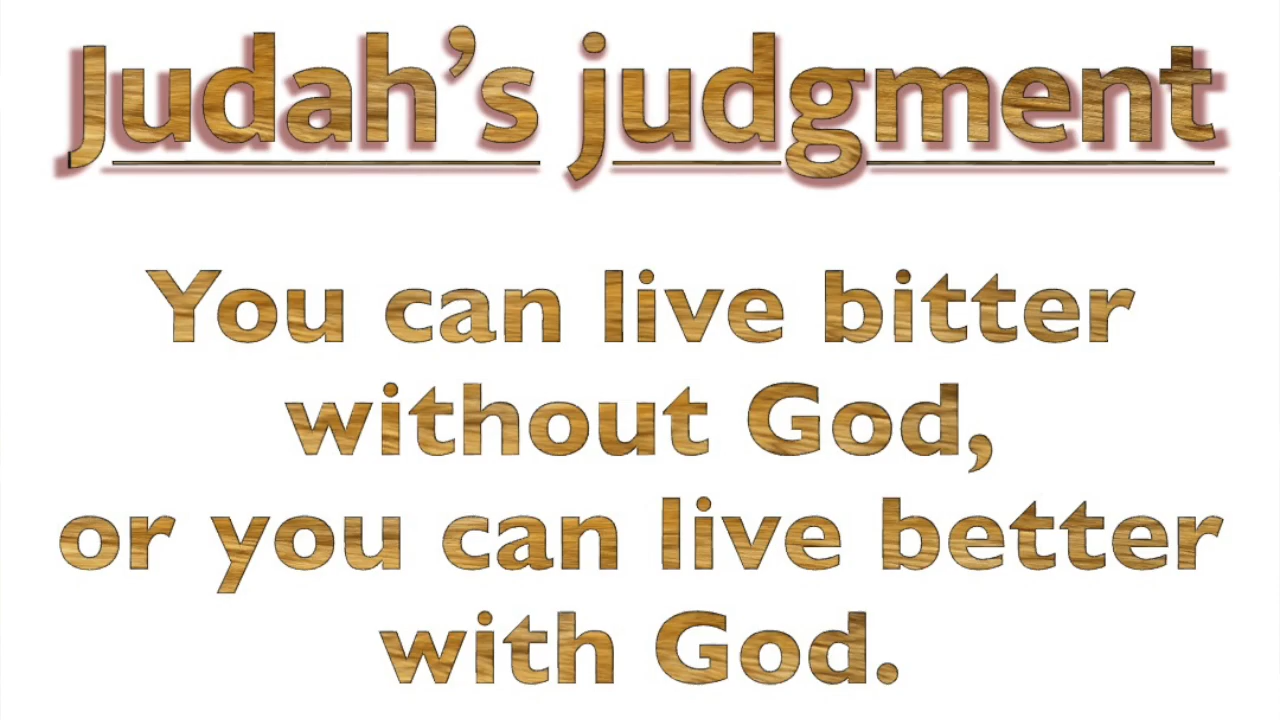 Judah’s judgment
You can live bitter
without God,
or you can live better
with God.